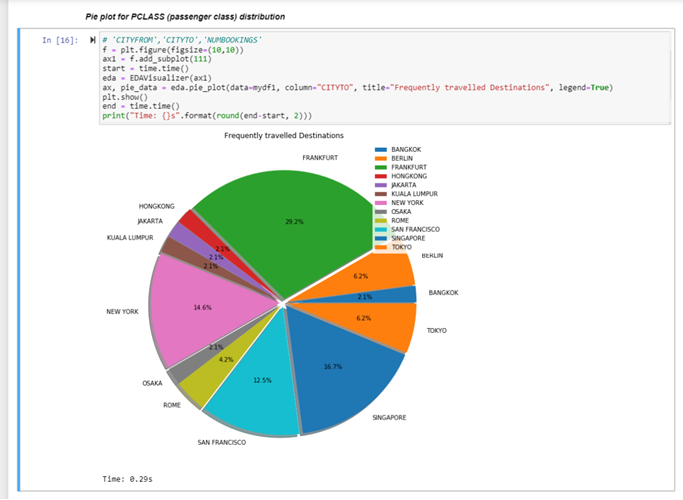 Pie plot for PCLASS (passenger class) distribution
In [16]:
# 'CITYFROM','CITYTO','NUMBOOKINGS'
f = plt.figure(figsize=(10,10))
ax1 = f.add_subplot(111)
start = time.time()
eda = EDAVisualizer(ax1)
ax, pie_data = eda.pie_plot(data=mydf1, column="CITYTO", title="Frequently travelled Destinations", legend=True)
plt.show()
end = time.time()
print("Time: {}s".format(round(end-start, 2)))
Frequently travelled Destinations
BANGKOK
BERLIN
FRANKFURT
HONGKONG
JAKARTA
KUALA LUMPUR
NEW YORK
OSAKA
ROME
SAN FRANCISCO
SINGAPORE
TOKYO
FRANKFURT
29.2%
HONGKONG
2.1%
JAKARTA
2.1%
KUALA LUMPUR
2.1%
NEW YORK
14.6%
OSAKA
2.1%
ROME
4.2%
SAN FRANCISCO
12.5%
SINGAPORE
16.7%
TOKYO
6.2%
BANGKOK
2.1%
BERLIN
6.2%
Time: 0.29s